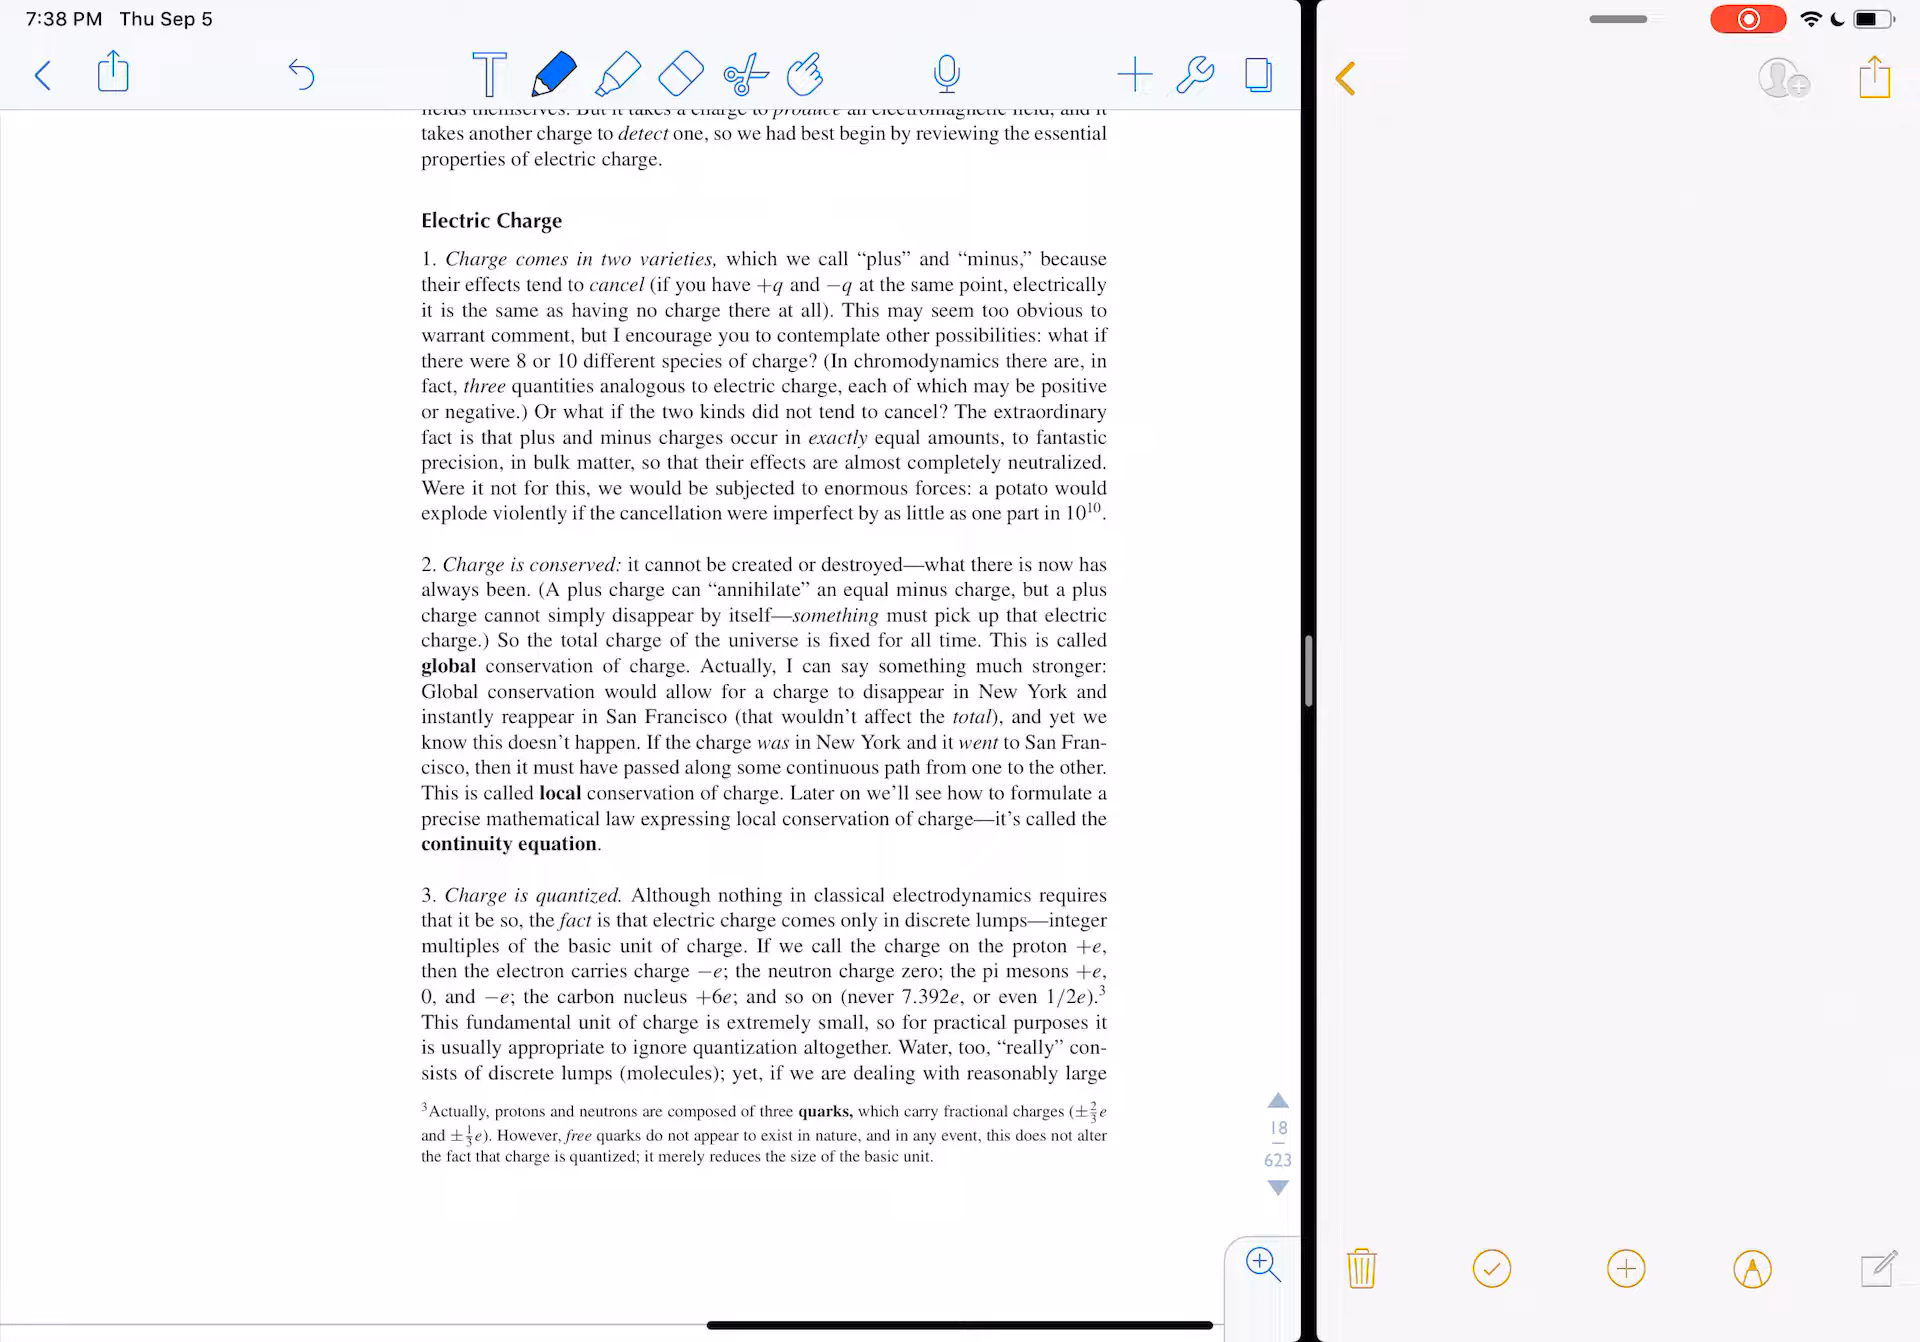 7:38 PM Thu Sep 5
fields themselves. But it takes a charge to produce an electromagnetic field, and it
takes another charge to detect one, so we had best begin by reviewing the essential
properties of electric charge.
Electric Charge
1. Charge comes in two varieties, which we call “plus” and “minus,” because
their effects tend to cancel (if you have +q and −q at the same point, electrically
it is the same as having no charge there at all). This may seem too obvious to
warrant comment, but I encourage you to contemplate other possibilities: what if
there were 8 or 10 different species of charge? (In chromodynamics there are, in
fact, three quantities analogous to electric charge, each of which may be positive
or negative.) Or what if the two kinds did not tend to cancel? The extraordinary
fact is that plus and minus charges occur in exactly equal amounts, to fantastic
precision, in bulk matter, so that their effects are almost completely neutralized.
Were it not for this, we would be subjected to enormous forces: a potato would
explode violently if the cancellation were imperfect by as little as one part in 10¹⁰.
2. Charge is conserved: it cannot be created or destroyed—what there is now has
always been. (A plus charge can “annihilate” an equal minus charge, but a plus
charge cannot simply disappear by itself—something must pick up that electric
charge.) So the total charge of the universe is fixed for all time. This is called
global conservation of charge. Actually, I can say something much stronger:
Global conservation would allow for a charge to disappear in New York and
instantly reappear in San Francisco (that wouldn’t affect the total), and yet we
know this doesn’t happen. If the charge was in New York and it went to San Fran-
cisco, then it must have passed along some continuous path from one to the other.
This is called local conservation of charge. Later on we’ll see how to formulate a
precise mathematical law expressing local conservation of charge—it’s called the
continuity equation.
3. Charge is quantized. Although nothing in classical electrodynamics requires
that it be so, the fact is that electric charge comes only in discrete lumps—integer
multiples of the basic unit of charge. If we call the charge on the proton +e,
then the electron carries charge −e; the neutron charge zero; the pi mesons +e,
0, and −e; the carbon nucleus +6e; and so on (never 7.392e, or even 1/2e).³
This fundamental unit of charge is extremely small, so for practical purposes it
is usually appropriate to ignore quantization altogether. Water, too, “really” con-
sists of discrete lumps (molecules); yet, if we are dealing with reasonably large
³Actually, protons and neutrons are composed of three quarks, which carry fractional charges (±⅔e
and ±⅓e). However, free quarks do not appear to exist in nature, and in any event, this does not alter
the fact that charge is quantized; it merely reduces the size of the basic unit.
18
623